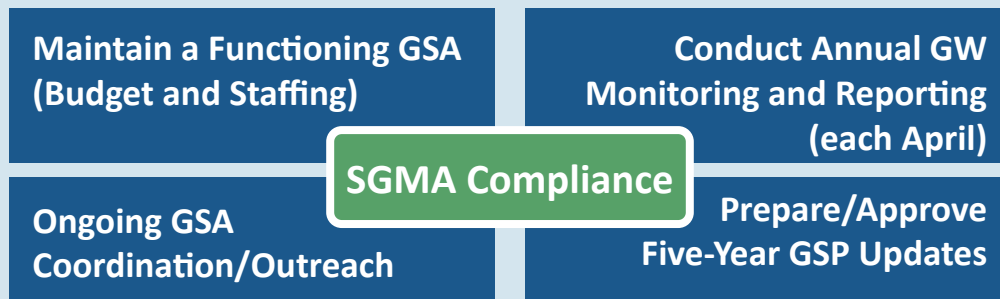 Maintain a Functioning GSA
(Budget and Staffing)
Conduct Annual GW
Monitoring and Reporting
(each April)
SGMA Compliance
Ongoing GSA
Coordination/Outreach
Prepare/Approve
Five-Year GSP Updates